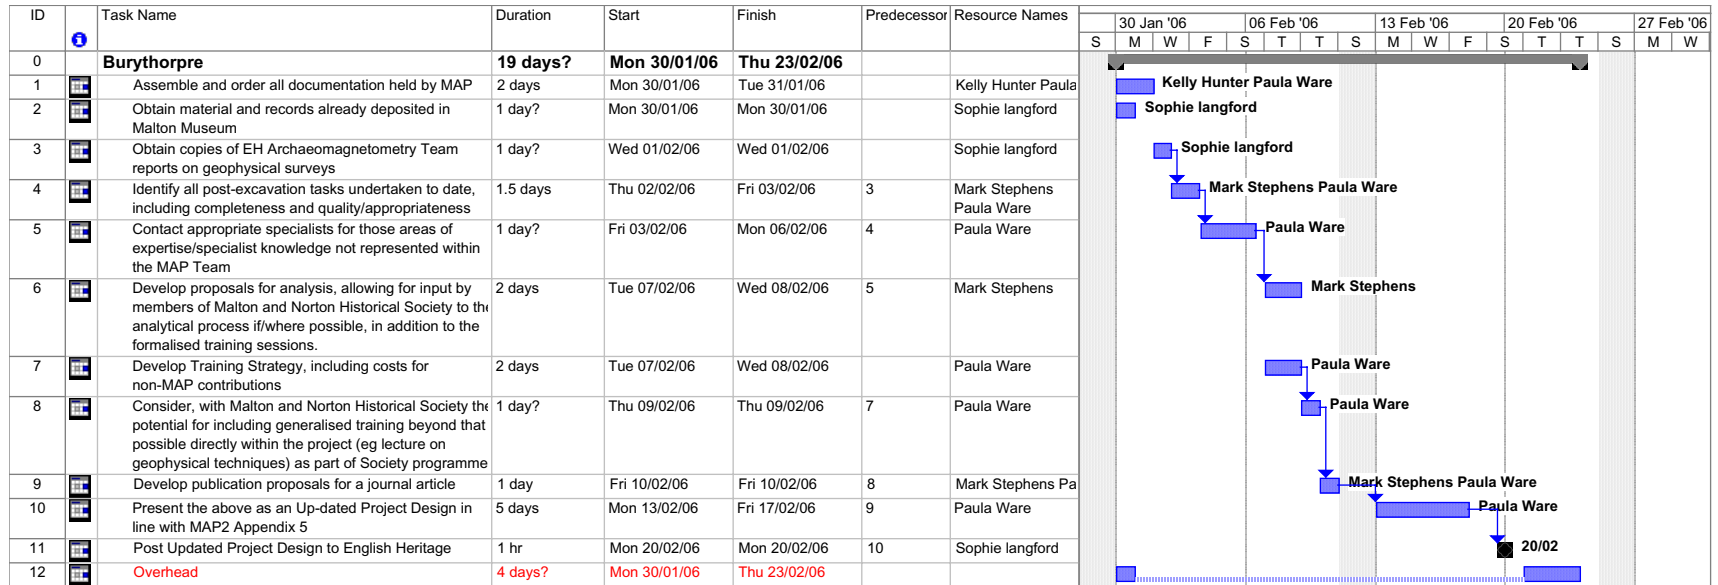 ID Task Name Duration Start Finish Predecessor Resource Names 30 Jan '06 06 Feb '06 13 Feb '06 20 Feb '06 27 Feb '06
S M W F S T T S M W F S T T S M W
0 Burythorpre 19 days? Mon 30/01/06 Thu 23/02/06
1 Assemble and order all documentation held by MAP 2 days Mon 30/01/06 Tue 31/01/06 Kelly Hunter Paula Kelly Hunter Paula Ware
2 Obtain material and records already deposited in 1 day? Mon 30/01/06 Mon 30/01/06 Sophie langford Sophie langford
Malton Museum
3 Obtain copies of EH Archaeomagnetometry Team 1 day? Wed 01/02/06 Wed 01/02/06 Sophie langford Sophie langford
reports on geophysical surveys
4 Identify all post-excavation tasks undertaken to date, 1.5 days Thu 02/02/06 Fri 03/02/06 3 Mark Stephens Mark Stephens Paula Ware
including completeness and quality/appropriateness Paula Ware
5 Contact appropriate specialists for those areas of 1 day? Fri 03/02/06 Mon 06/02/06 4 Paula Ware Paula Ware
expertise/specialist knowledge not represented within
the MAP Team
6 Develop proposals for analysis, allowing for input by 2 days Tue 07/02/06 Wed 08/02/06 5 Mark Stephens Mark Stephens
members of Malton and Norton Historical Society to the
analytical process if/where possible, in addition to the
formalised training sessions.
7 Develop Training Strategy, including costs for 2 days Tue 07/02/06 Wed 08/02/06 Paula Ware Paula Ware
non-MAP contributions
8 Consider, with Malton and Norton Historical Society the 1 day? Thu 09/02/06 Thu 09/02/06 7 Paula Ware Paula Ware
potential for including generalised training beyond that
possible directly within the project (eg lecture on
geophysical techniques) as part of Society programme
9 Develop publication proposals for a journal article 1 day Fri 10/02/06 Fri 10/02/06 8 Mark Stephens Pa Mark Stephens Paula Ware
10 Present the above as an Up-dated Project Design in 5 days Mon 13/02/06 Fri 17/02/06 9 Paula Ware Paula Ware
line with MAP2 Appendix 5
11 Post Updated Project Design to English Heritage 1 hr Mon 20/02/06 Mon 20/02/06 10 Sophie langford 20/02
12 Overhead 4 days? Mon 30/01/06 Thu 23/02/06